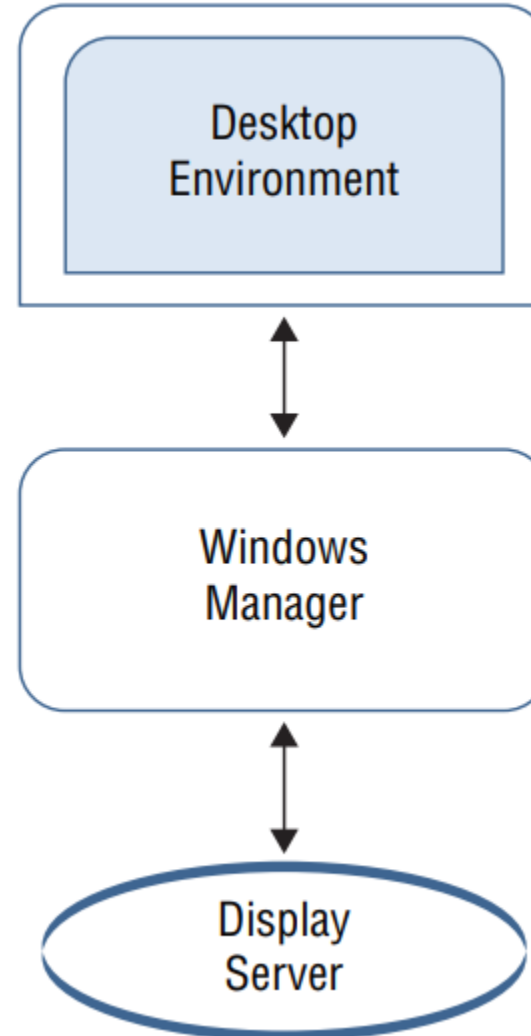 Desktop
Environment
Windows
Manager
Display
Server